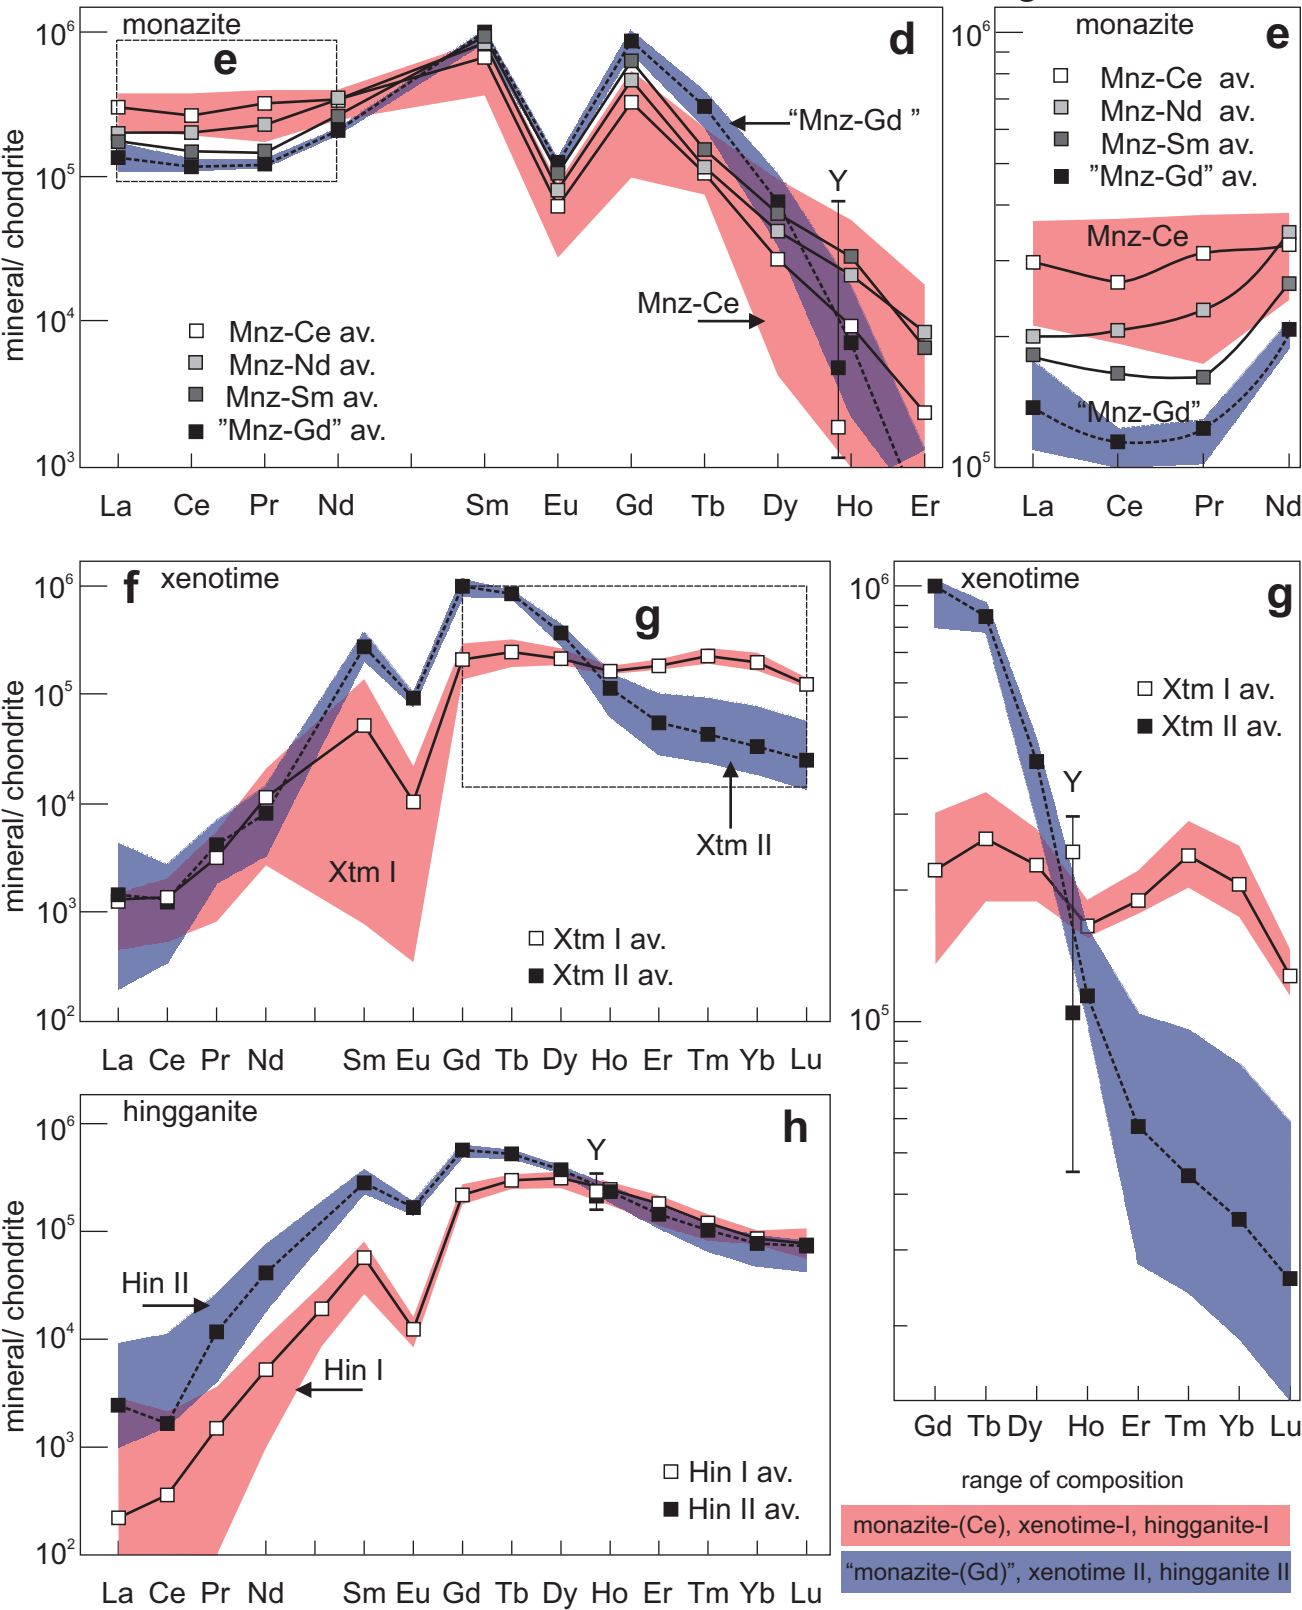 monazite
d
e
10⁶
10⁵
10⁴
10³
mineral/ chondrite
"Mnz-Gd "
Y
Mnz-Ce
Mnz-Ce av.
Mnz-Nd av.
Mnz-Sm av.
"Mnz-Gd" av.
La Ce Pr Nd Sm Eu Gd Tb Dy Ho Er
monazite
e
10⁶
10⁵
Mnz-Ce av.
Mnz-Nd av.
Mnz-Sm av.
"Mnz-Gd" av.
Mnz-Ce
"Mnz-Gd"
La Ce Pr Nd
f xenotime
g
10⁶
10⁵
10⁴
10³
10²
mineral/ chondrite
Xtm II
Xtm I
Xtm I av.
Xtm II av.
La Ce Pr Nd Sm Eu Gd Tb Dy Ho Er Tm Yb Lu
xenotime
g
10⁶
10⁵
Xtm I av.
Xtm II av.
Y
Gd Tb Dy Ho Er Tm Yb Lu
hingganite
h
10⁶
10⁵
10⁴
10³
10²
mineral/ chondrite
Y
Hin II
Hin I
Hin I av.
Hin II av.
La Ce Pr Nd Sm Eu Gd Tb Dy Ho Er Tm Yb Lu
range of composition
monazite-(Ce), xenotime-I, hingganite-I
"monazite-(Gd)", xenotime II, hingganite II